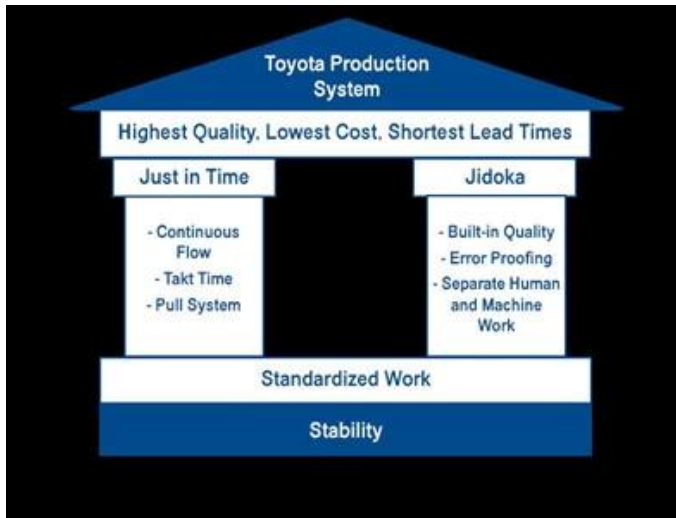 Toyota Production
System
Highest Quality, Lowest Cost, Shortest Lead Times
Just in Time
Jidoka
- Continuous
Flow
- Takt Time
- Pull System
- Built-in Quality
- Error Proofing
- Separate Human
and Machine
Work
Standardized Work
Stability